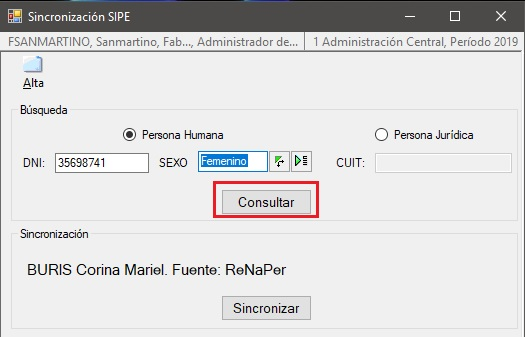 Sincronización SIPE
FSANMARTINO, Sanmartino, Fab..., Administrador de... 1 Administración Central, Período 2019
Alta
Búsqueda
Persona Humana Persona Jurídica
DNI: 35698741 SEXO Femenino CUIT:
Consultar
Sincronización
BURIS Corina Mariel. Fuente: ReNaPer
Sincronizar